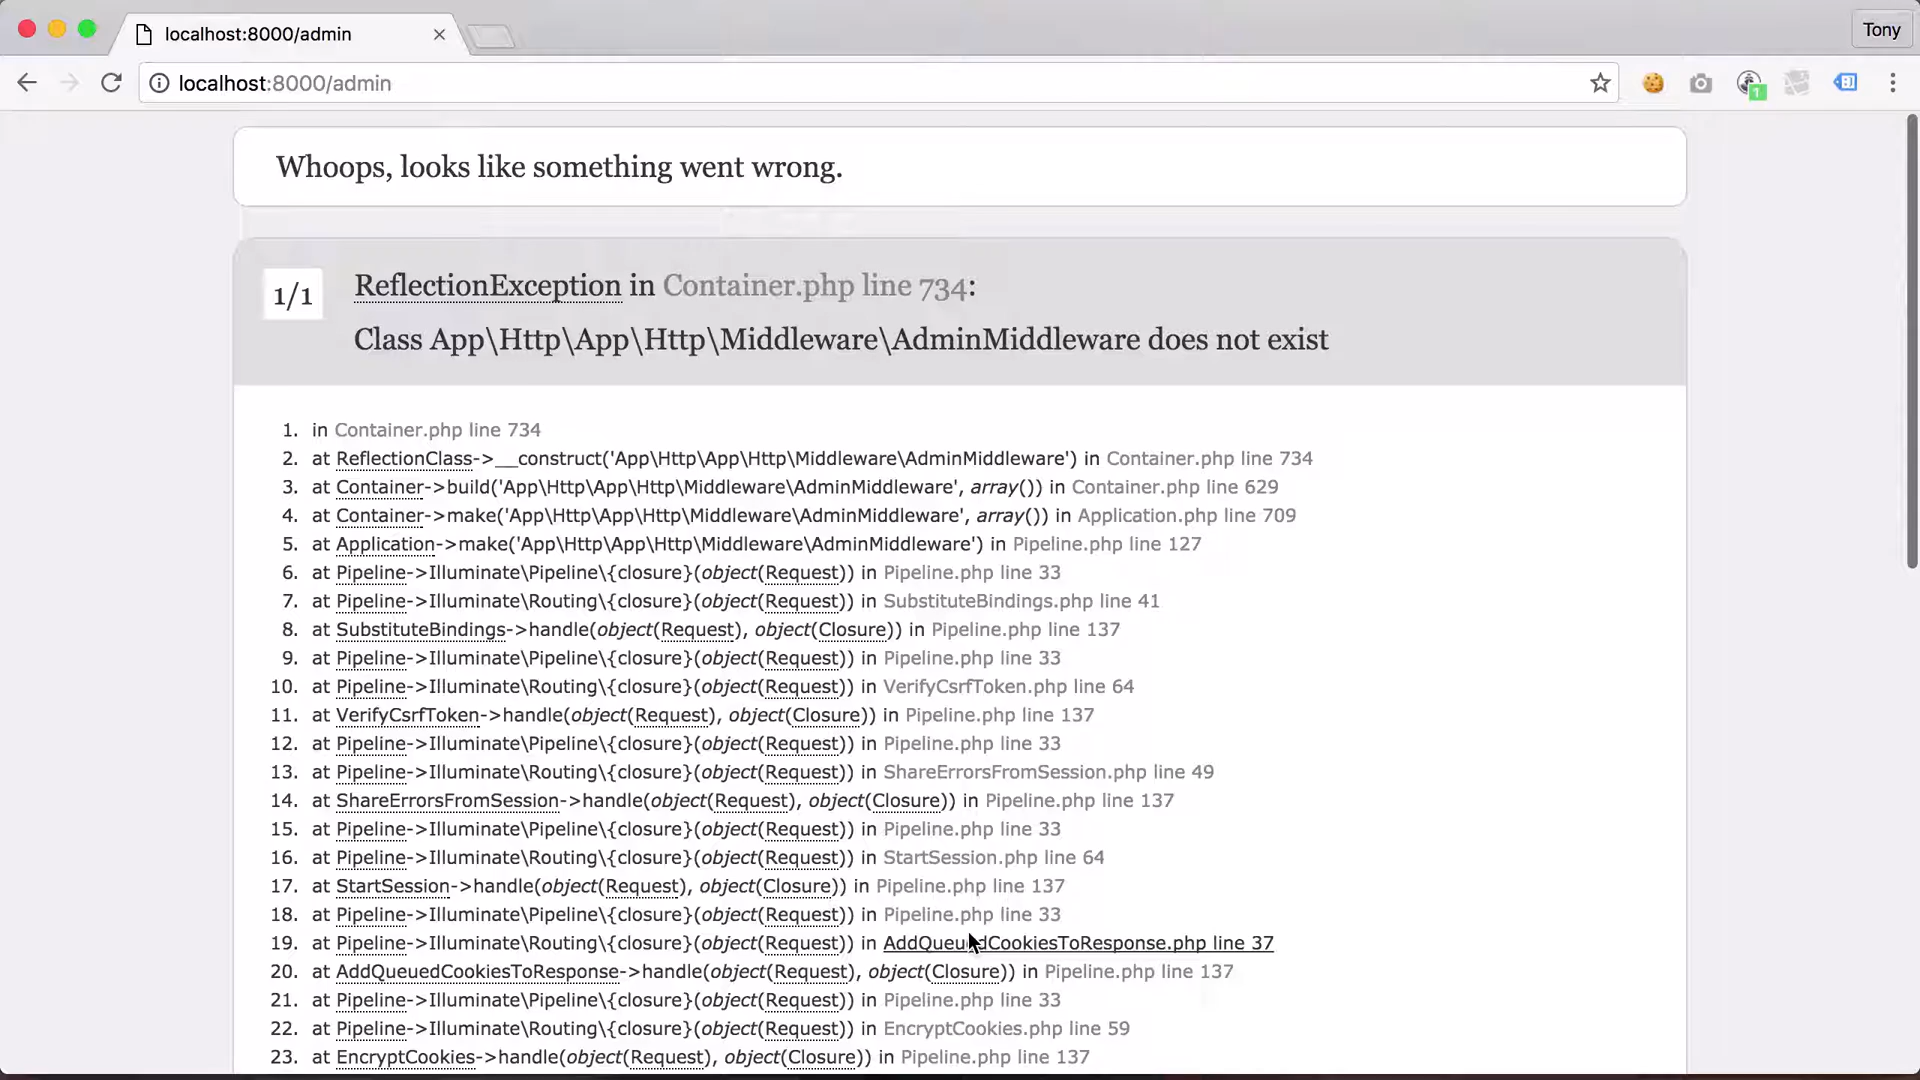 localhost:8000/admin
Tony
localhost:8000/admin
1
Whoops, looks like something went wrong.
1/1
ReflectionException in Container.php line 734:
Class App\Http\App\Http\Middleware\AdminMiddleware does not exist
1. in Container.php line 734
2. at ReflectionClass->__construct('App\Http\App\Http\Middleware\AdminMiddleware') in Container.php line 734
3. at Container->build('App\Http\App\Http\Middleware\AdminMiddleware', array()) in Container.php line 629
4. at Container->make('App\Http\App\Http\Middleware\AdminMiddleware', array()) in Application.php line 709
5. at Application->make('App\Http\App\Http\Middleware\AdminMiddleware') in Pipeline.php line 127
6. at Pipeline->Illuminate\Pipeline\{closure}(object(Request)) in Pipeline.php line 33
7. at Pipeline->Illuminate\Routing\{closure}(object(Request)) in SubstituteBindings.php line 41
8. at SubstituteBindings->handle(object(Request), object(Closure)) in Pipeline.php line 137
9. at Pipeline->Illuminate\Pipeline\{closure}(object(Request)) in Pipeline.php line 33
10. at Pipeline->Illuminate\Routing\{closure}(object(Request)) in VerifyCsrfToken.php line 64
11. at VerifyCsrfToken->handle(object(Request), object(Closure)) in Pipeline.php line 137
12. at Pipeline->Illuminate\Pipeline\{closure}(object(Request)) in Pipeline.php line 33
13. at Pipeline->Illuminate\Routing\{closure}(object(Request)) in ShareErrorsFromSession.php line 49
14. at ShareErrorsFromSession->handle(object(Request), object(Closure)) in Pipeline.php line 137
15. at Pipeline->Illuminate\Pipeline\{closure}(object(Request)) in Pipeline.php line 33
16. at Pipeline->Illuminate\Routing\{closure}(object(Request)) in StartSession.php line 64
17. at StartSession->handle(object(Request), object(Closure)) in Pipeline.php line 137
18. at Pipeline->Illuminate\Pipeline\{closure}(object(Request)) in Pipeline.php line 33
19. at Pipeline->Illuminate\Routing\{closure}(object(Request)) in AddQueuedCookiesToResponse.php line 37
20. at AddQueuedCookiesToResponse->handle(object(Request), object(Closure)) in Pipeline.php line 137
21. at Pipeline->Illuminate\Pipeline\{closure}(object(Request)) in Pipeline.php line 33
22. at Pipeline->Illuminate\Routing\{closure}(object(Request)) in EncryptCookies.php line 59
23. at EncryptCookies->handle(object(Request), object(Closure)) in Pipeline.php line 137